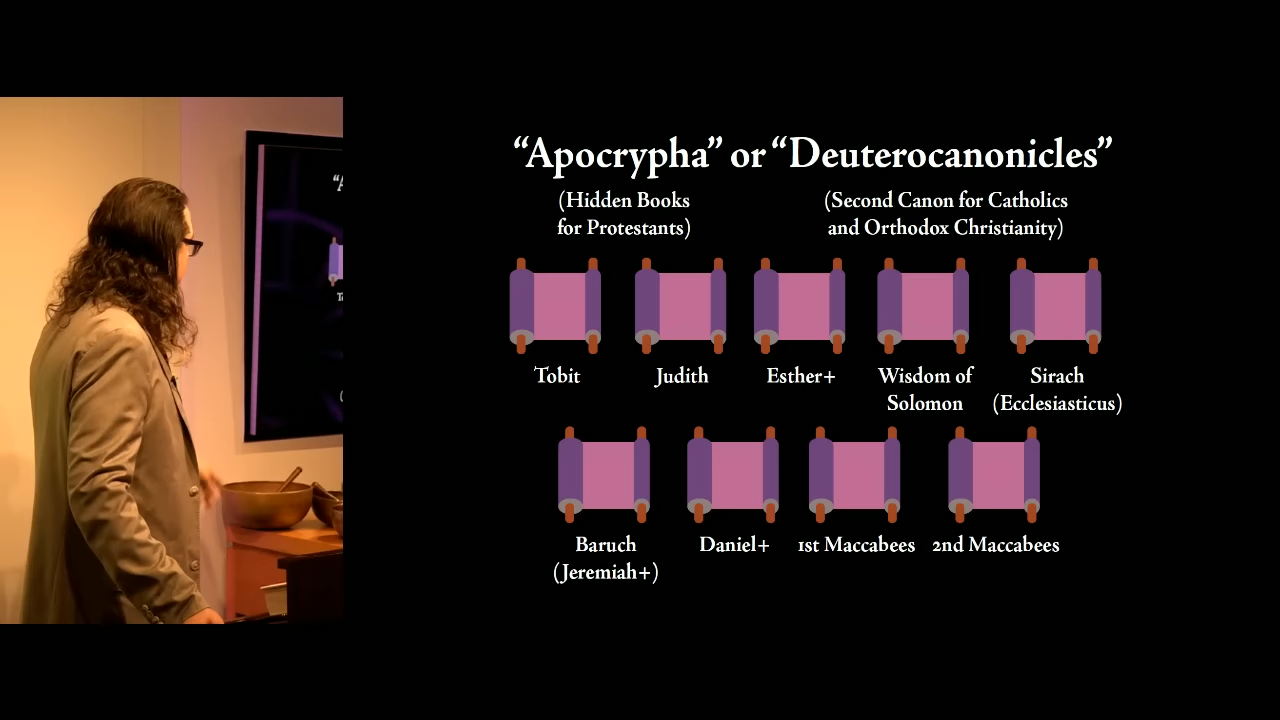 “Apocrypha” or “Deuterocanonicles”
(Hidden Books
for Protestants)
(Second Canon for Catholics
and Orthodox Christianity)
Tobit
Judith
Esther+
Wisdom of
Solomon
Sirach
(Ecclesiasticus)
Baruch
(Jeremiah+)
Daniel+
1st Maccabees
2nd Maccabees